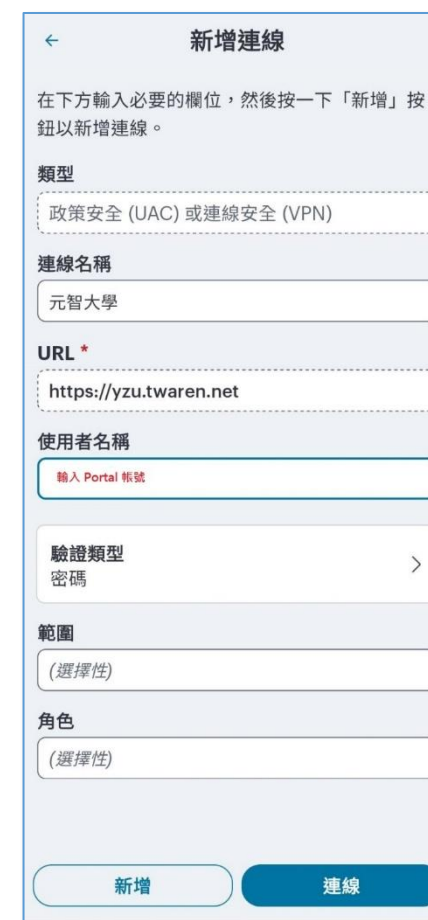 新增連線
在下方輸入必要的欄位,然後按一下「新增」按
鈕以新增連線。
類型
政策安全 (UAC) 或連線安全 (VPN)
連線名稱
元智大學
URL *
https://yzu.twaren.net
使用者名稱
輸入 Portal 帳號
驗證類型
密碼
範圍
(選擇性)
角色
(選擇性)
新增
連線